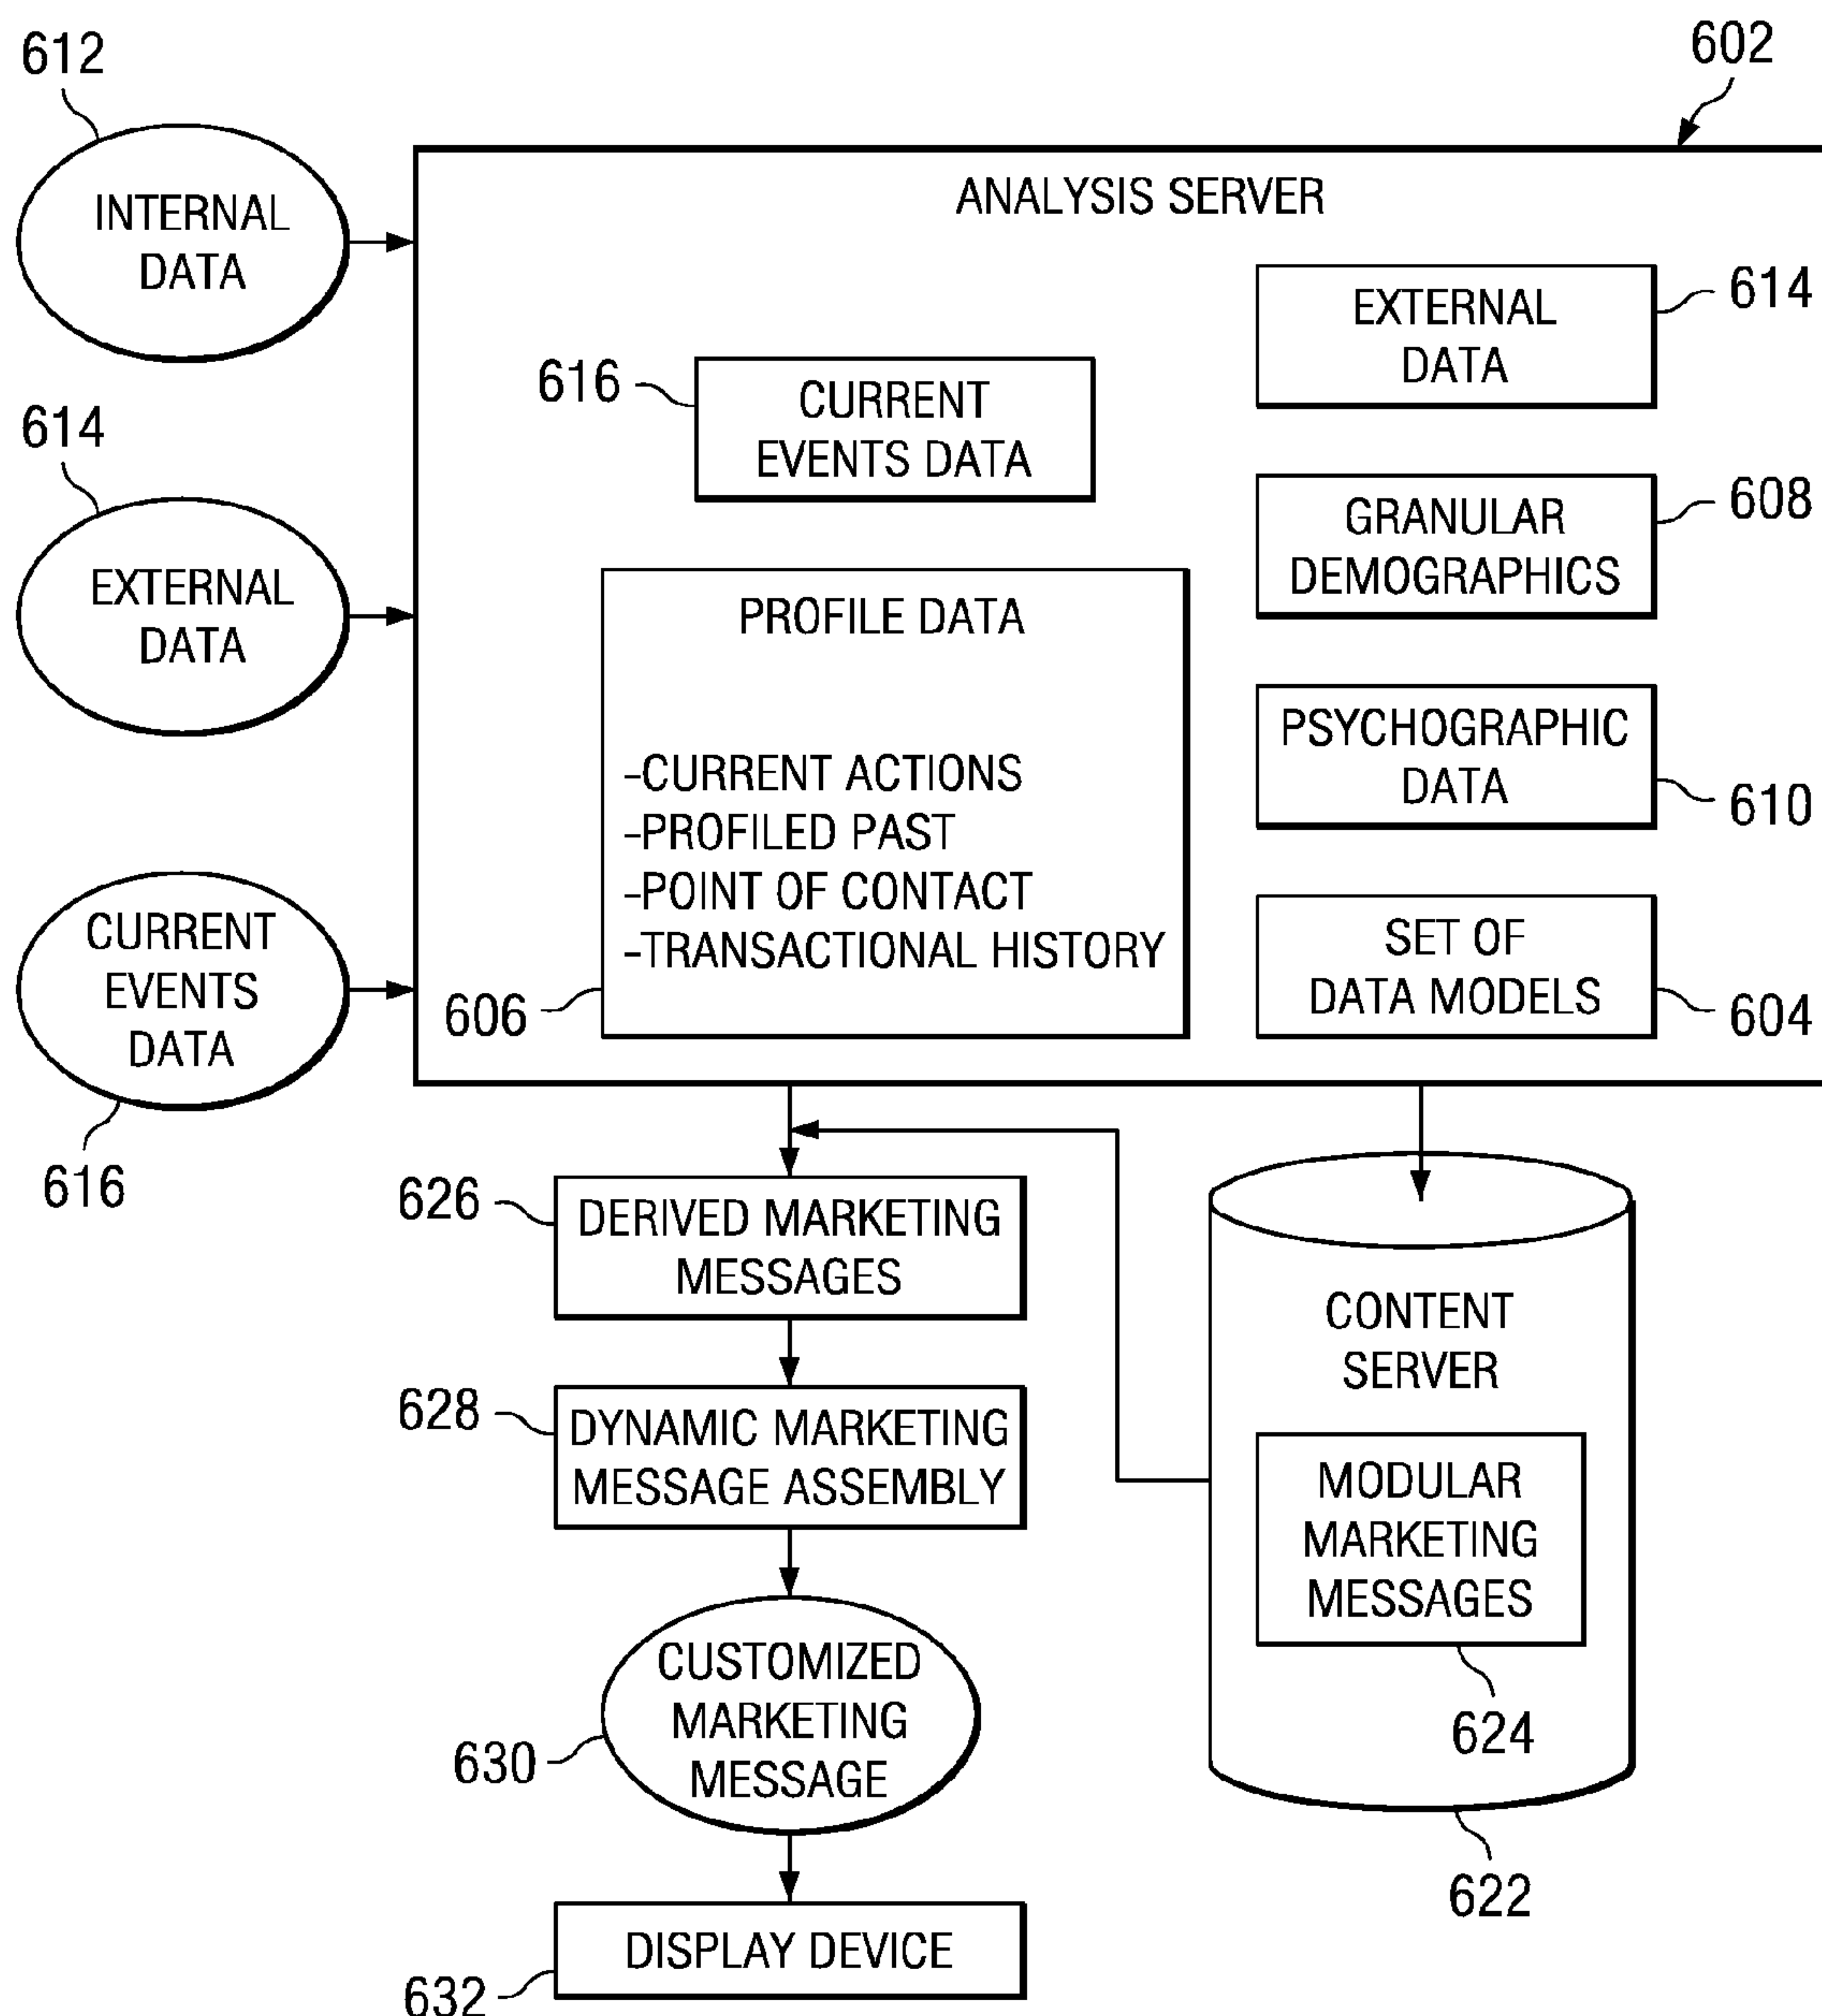 612
602
INTERNAL
DATA
ANALYSIS SERVER
EXTERNAL
DATA
614
616
CURRENT
EVENTS DATA
614
EXTERNAL
DATA
GRANULAR
DEMOGRAPHICS
608
PROFILE DATA
-CURRENT ACTIONS
-PROFILED PAST
-POINT OF CONTACT
-TRANSACTIONAL HISTORY
606
PSYCHOGRAPHIC
DATA
610
CURRENT
EVENTS
DATA
616
SET OF
DATA MODELS
604
626
DERIVED MARKETING
MESSAGES
628
DYNAMIC MARKETING
MESSAGE ASSEMBLY
CONTENT
SERVER
MODULAR
MARKETING
MESSAGES
624
622
630
CUSTOMIZED
MARKETING
MESSAGE
DISPLAY DEVICE
632